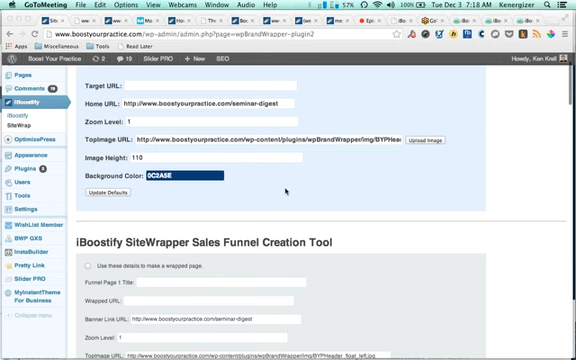 GoToMeeting File Edit View Webcams Window Help 57% Tue Dec 3 7:18 AM Kenergizer
www.boostyourpractice.com/wp-admin/admin.php?page=wpBrandWrapper-plugin2
Apps Miscellaneous Tools Read Later
Boost Your Practice 2 19 Slider PRO New SEO Howdy, Ken Kreil
Pages
Comments
iBoostify
iBoostify
SiteWrap
OptimizePress
Appearance
Plugins
Users
Tools
Settings
WishList Member
BWP GXS
InstaBuilder
Pretty Link
Slider PRO
MyInstantTHEME For Business
Collapse menu
Target URL:
Home URL: http://www.boostyourpractice.com/seminar-digest
Zoom Level: 1
TopImage URL: http://www.boostyourpractice.com/wp-content/plugins/wpBrandWrapper/img/BYPHea Upload Image
Image Height: 110
Background Color: 0C2A5E
Update Defaults
iBoostify SiteWrapper Sales Funnel Creation Tool
Use these details to make a wrapped page.
Funnel Page 1 Title:
Wrapped URL:
Banner Link URL: http://www.boostyourpractice.com/seminar-digest
Zoom Level: 1
TopImage URL: http://www.boostyourpractice.com/wp-content/plugins/wpBrandWrapper/img/BYPHeader_float_left.jpg